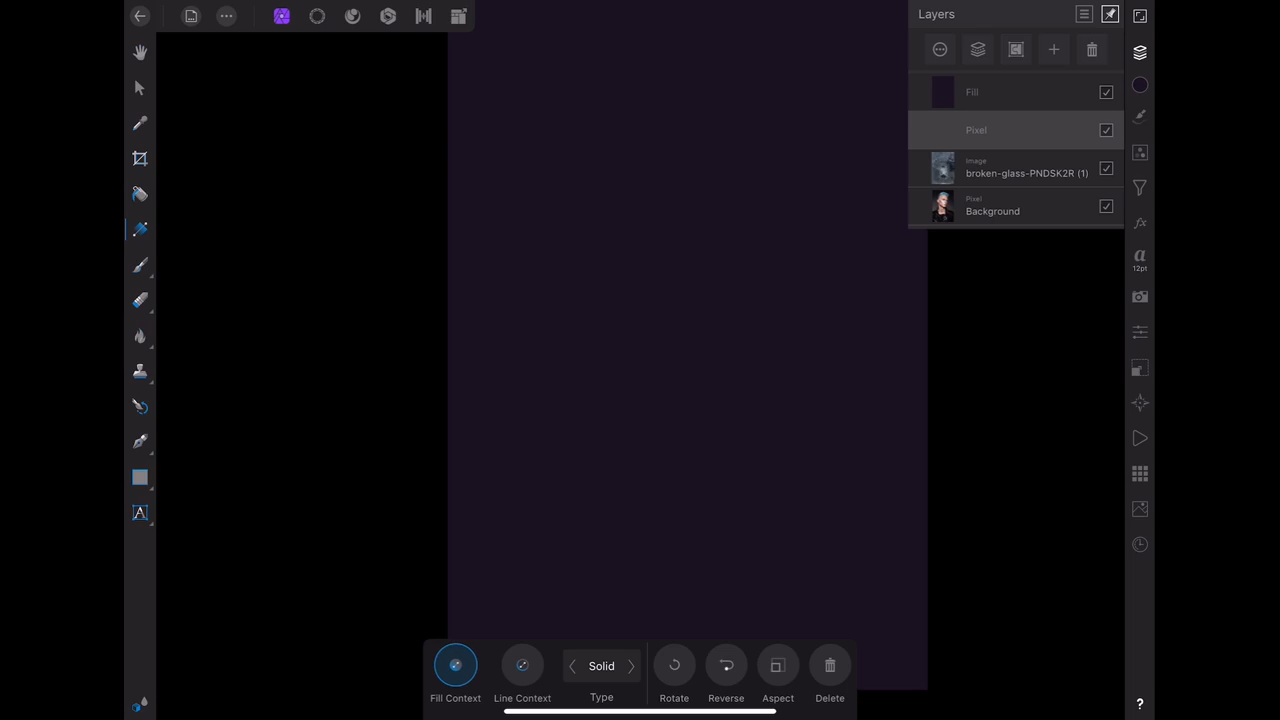 Layers
Fill
Pixel
Image
broken-glass-PNDSK2R (1)
Pixel
Background
a
12pt
fx
A
Solid
Fill Context
Line Context
Type
Rotate
Reverse
Aspect
Delete
?